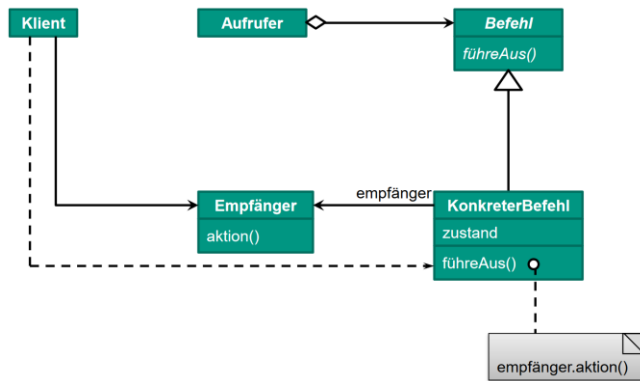 Klient
Aufrufer
Befehl
führeAus()
empfänger
Empfänger
aktion()
KonkreterBefehl
zustand
führeAus()
empfänger.aktion()